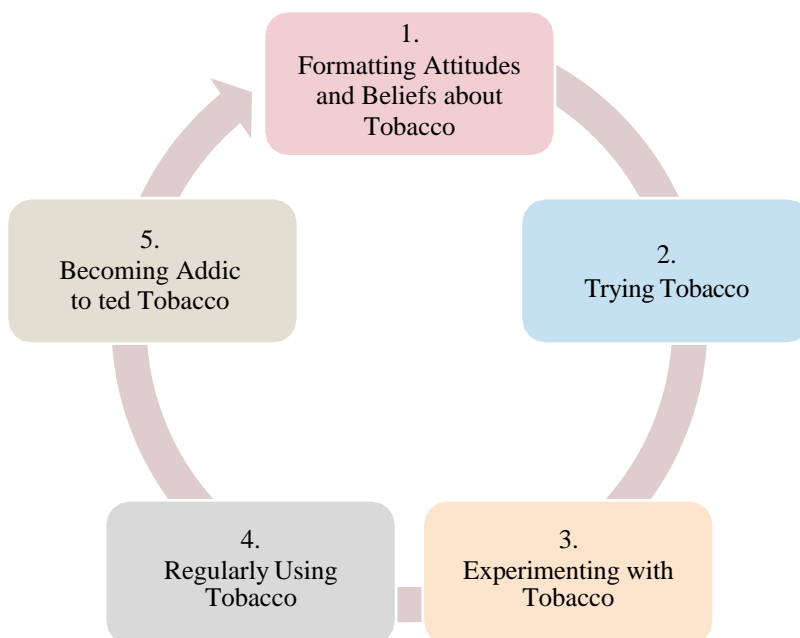 1.
Formatting Attitudes
and Beliefs about
Tobacco
2.
Trying Tobacco
3.
Experimenting with
Tobacco
4.
Regularly Using
Tobacco
5.
Becoming Addic
to ted Tobacco